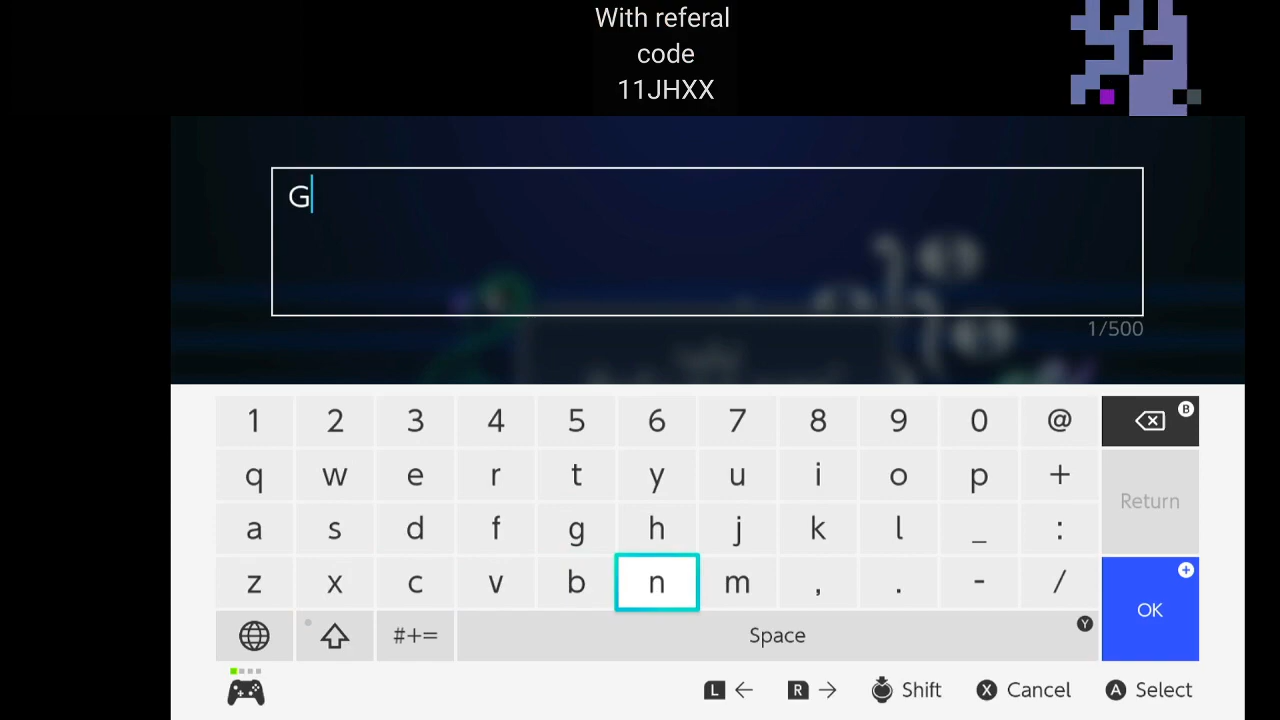 With referal
code
11JHXX
G
1/500
1 2 3 4 5 6 7 8 9 0 @
q w e r t y u i o p +
Return
a s d f g h j k l _ :
z x c v b n m , . - /
OK
#+= Space
L ← R → Shift X Cancel A Select
B
+
Y